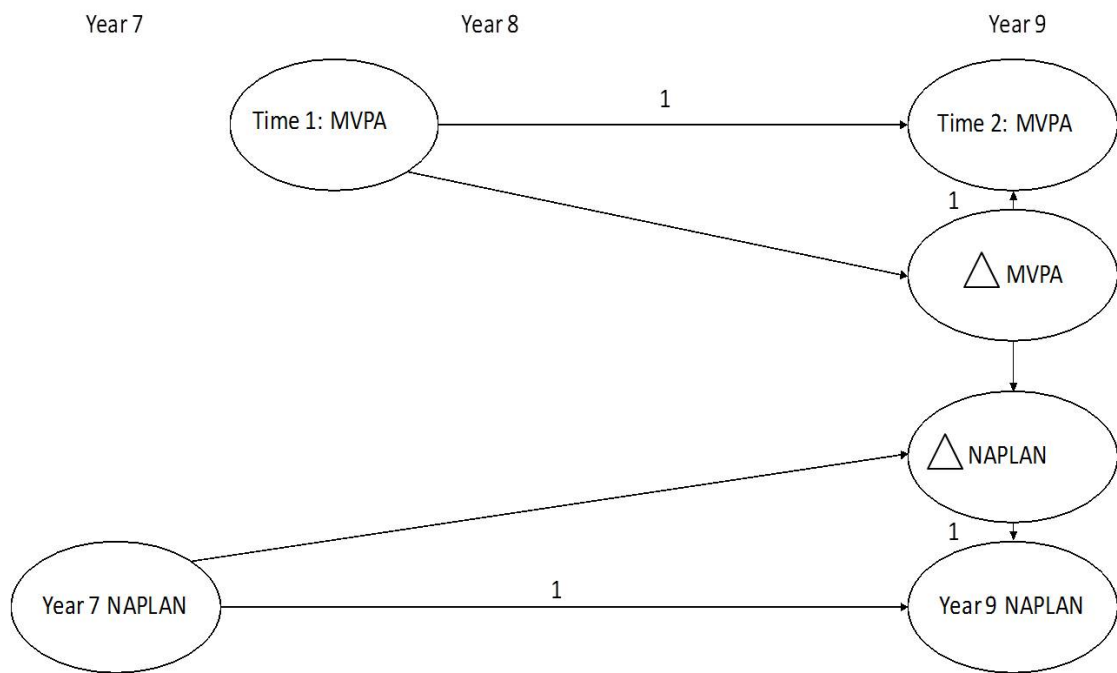 Year 7
Year 8
Year 9
Time 1: MVPA
1
Time 2: MVPA
1
MVPA
NAPLAN
1
Year 7 NAPLAN
1
Year 9 NAPLAN